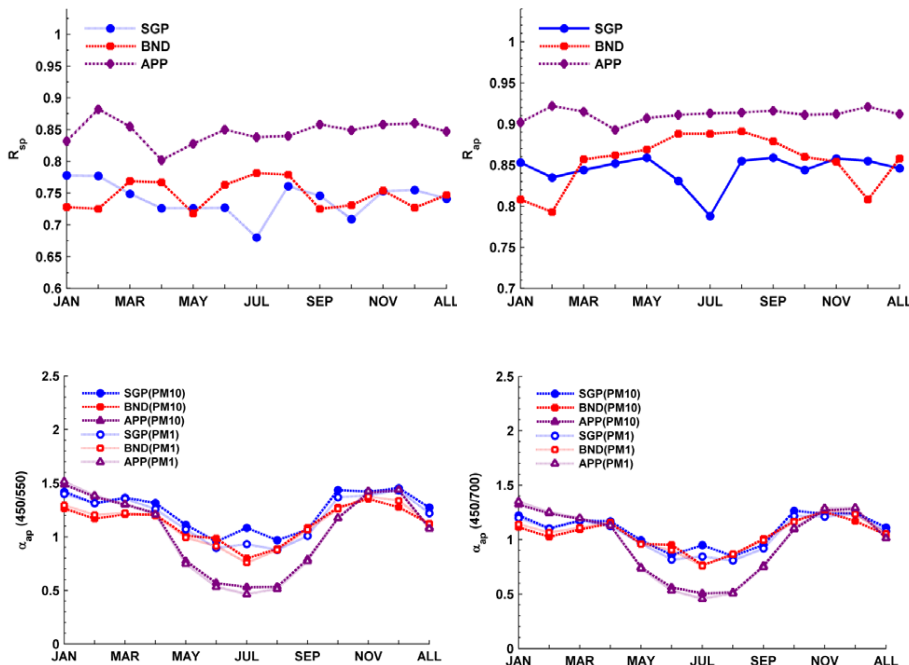 SGP
BND
APP
R_sp
1
0.95
0.9
0.85
0.8
0.75
0.7
0.65
0.6
JAN MAR MAY JUL SEP NOV ALL
SGP
BND
APP
R_ap
1
0.95
0.9
0.85
0.8
0.75
0.7
JAN MAR MAY JUL SEP NOV ALL
SGP(PM10)
BND(PM10)
APP(PM10)
SGP(PM1)
BND(PM1)
APP(PM1)
α_ap (450/550)
2.5
2
1.5
1
0.5
0
JAN MAR MAY JUL SEP NOV ALL
SGP(PM10)
BND(PM10)
APP(PM10)
SGP(PM1)
BND(PM1)
APP(PM1)
α_ap (450/700)
2.5
2
1.5
1
0.5
0
JAN MAR MAY JUL SEP NOV ALL